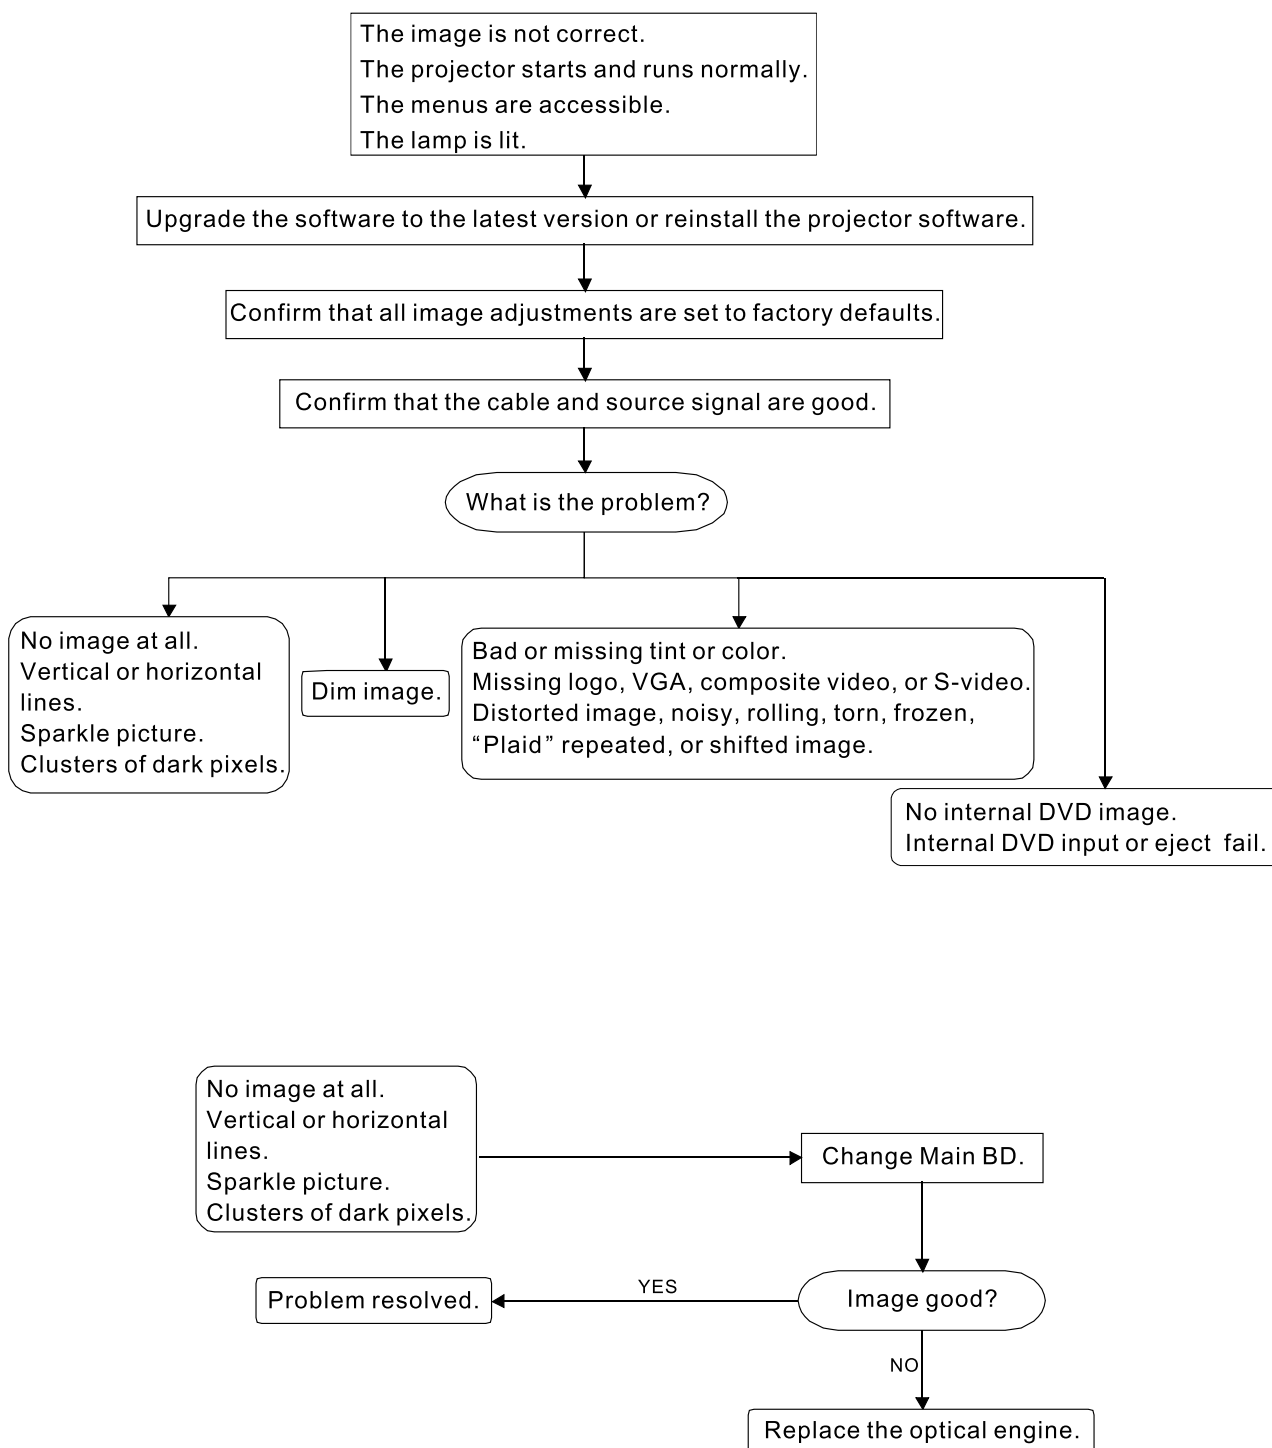 The image is not correct.
The projector starts and runs normally.
The menus are accessible.
The lamp is lit.
Upgrade the software to the latest version or reinstall the projector software.
Confirm that all image adjustments are set to factory defaults.
Confirm that the cable and source signal are good.
What is the problem?
No image at all.
Vertical or horizontal
lines.
Sparkle picture.
Clusters of dark pixels.
Dim image.
Bad or missing tint or color.
Missing logo, VGA, composite video, or S-video.
Distorted image, noisy, rolling, torn, frozen,
“Plaid” repeated, or shifted image.
No internal DVD image.
Internal DVD input or eject fail.
No image at all.
Vertical or horizontal
lines.
Sparkle picture.
Clusters of dark pixels.
Change Main BD.
Image good?
YES
Problem resolved.
NO
Replace the optical engine.